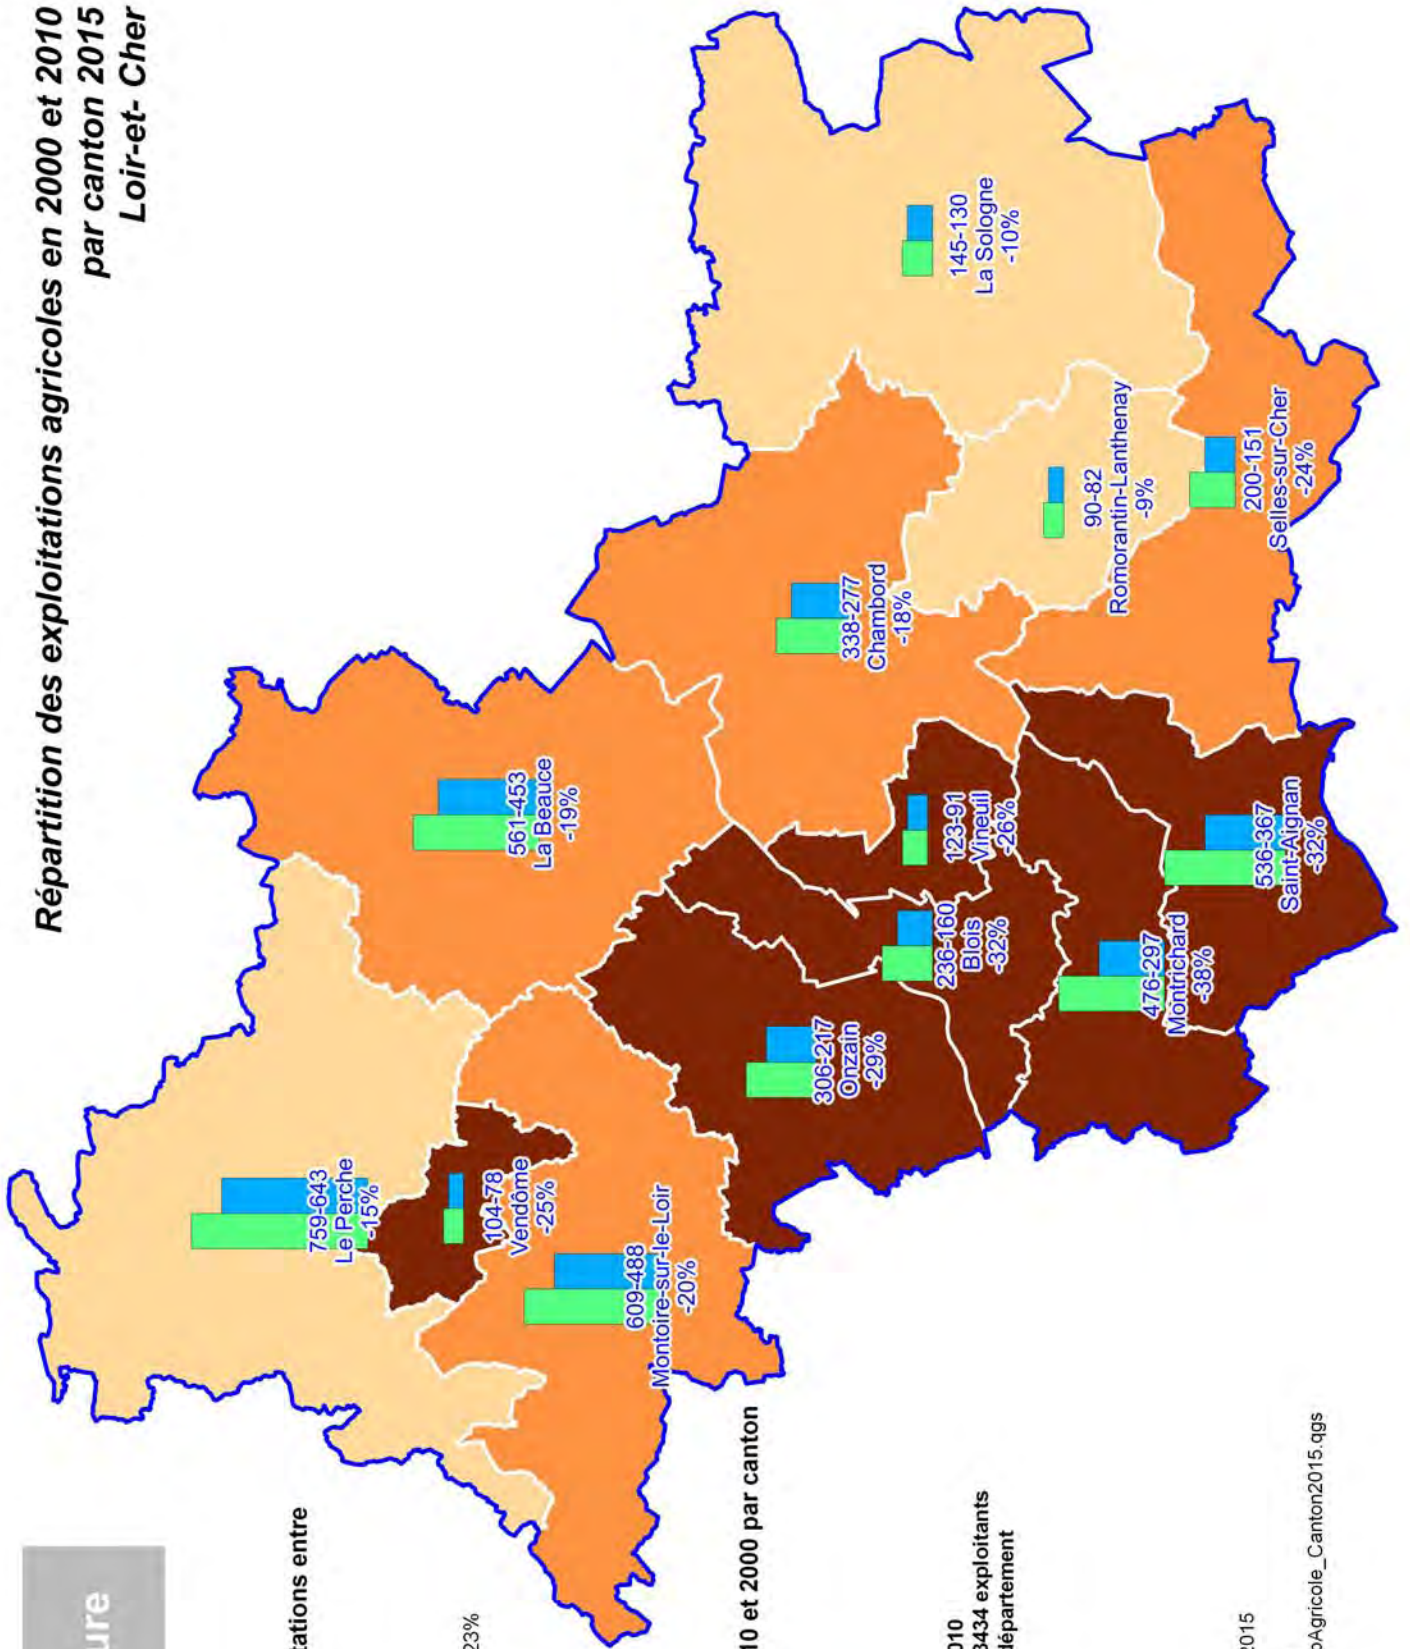 Répartition des exploitations agricoles en 2000 et 2010
par canton 2015
Loir-et- Cher
ure
tations entre
23%
10 et 2000 par canton
010
3434 exploitants
département
2015
oAgricole_Canton2015.qgs
759-643
Le Perche
-15%
104-78
Vendôme
-25%
609-488
Montoire-sur-le-Loir
-20%
561-453
La Beauce
-19%
306-217
Onzain
-29%
236-160
Blois
-32%
123-91
Vineuil
-26%
338-277
Chambord
-18%
145-130
La Sologne
-10%
90-82
Romorantin-Lanthenay
-9%
200-151
Selles-sur-Cher
-24%
476-297
Montrichard
-38%
536-367
Saint-Aignan
-32%